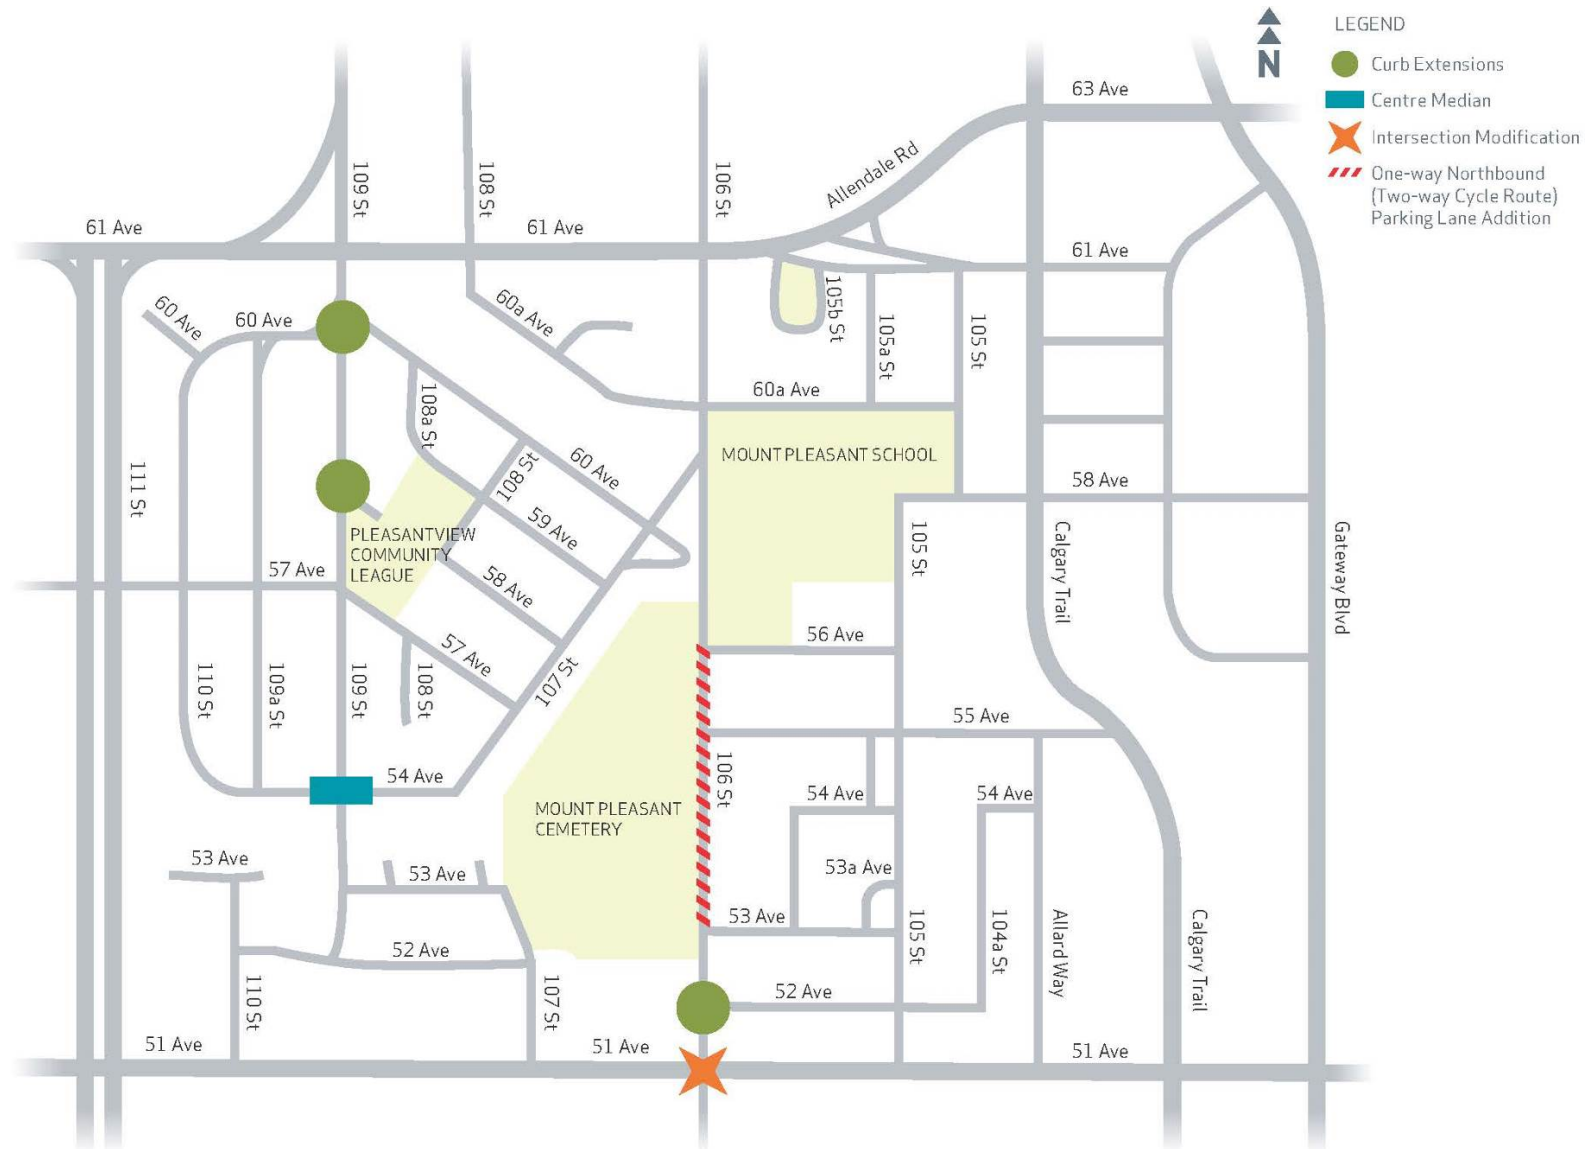 N
LEGEND
Curb Extensions
Centre Median
Intersection Modification
One-way Northbound
(Two-way Cycle Route)
Parking Lane Addition
63 Ave
109 St
108 St
106 St
Allendale Rd
61 Ave
61 Ave
61 Ave
60 Ave
60 Ave
60a Ave
105b St
105a St
105 St
60a Ave
108a St
MOUNT PLEASANT SCHOOL
111 St
108 St
60 Ave
58 Ave
59 Ave
PLEASANTVIEW
COMMUNITY
LEAGUE
105 St
Calgary Trail
Gateway Blvd
57 Ave
58 Ave
56 Ave
57 Ave
107 St
110 St
109a St
109 St
108 St
55 Ave
106 St
54 Ave
54 Ave
54 Ave
MOUNT PLEASANT
CEMETERY
53 Ave
53 Ave
53a Ave
53 Ave
105 St
104a St
Allard Way
Calgary Trail
52 Ave
52 Ave
110 St
107 St
51 Ave
51 Ave
51 Ave